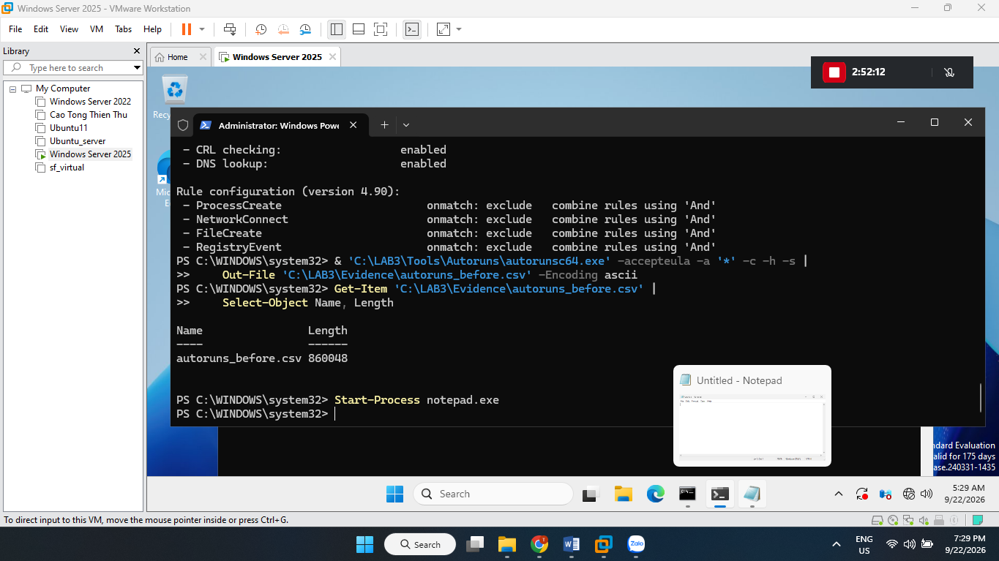 Windows Server 2025 - VMware Workstation
File Edit View VM Tabs Help
Library
Type here to search
My Computer
Windows Server 2022
Cao Tong Thien Thu
Ubuntu11
Ubuntu_server
Windows Server 2025
sf_virtual
Home
Windows Server 2025
2:52:12
Recy
Mic
E
Administrator: Windows Powe
- CRL checking: enabled
- DNS lookup: enabled
Rule configuration (version 4.90):
- ProcessCreate onmatch: exclude combine rules using 'And'
- NetworkConnect onmatch: exclude combine rules using 'And'
- FileCreate onmatch: exclude combine rules using 'And'
- RegistryEvent onmatch: exclude combine rules using 'And'
PS C:\WINDOWS\system32> & 'C:\LAB3\Tools\Autoruns\autorunsc64.exe' -accepteula -a '*' -c -h -s |
>> Out-File 'C:\LAB3\Evidence\autoruns_before.csv' -Encoding ascii
PS C:\WINDOWS\system32> Get-Item 'C:\LAB3\Evidence\autoruns_before.csv' |
>> Select-Object Name, Length
Name Length
---- ------
autoruns_before.csv 860048
PS C:\WINDOWS\system32> Start-Process notepad.exe
PS C:\WINDOWS\system32>
Untitled - Notepad
ndard Evaluation
alid for 175 days
ase.240331-1435
Search
5:29 AM
9/22/2026
To direct input to this VM, move the mouse pointer inside or press Ctrl+G.
Search
Zalo
ENG
US
7:29 PM
9/22/2026